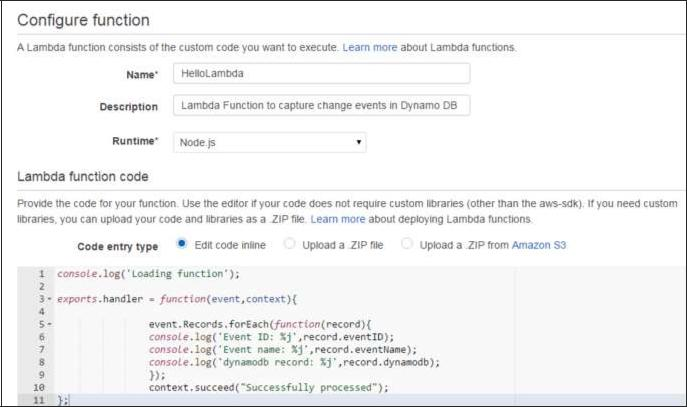 Configure function
A Lambda function consists of the custom code you want to execute. Learn more about Lambda functions.
Name* HelloLambda
Description Lambda Function to capture change events in Dynamo DB
Runtime* Node.js
Lambda function code
Provide the code for your function. Use the editor if your code does not require custom libraries (other than the aws-sdk). If you need custom
libraries, you can upload your code and libraries as a .ZIP file. Learn more about deploying Lambda functions.
Code entry type Edit code inline Upload a .ZIP file Upload a .ZIP from Amazon S3
1 console.log('Loading function');
2
3 exports.handler = function(event,context){
4
5 event.Records.forEach(function(record){
6 console.log('Event ID: %j',record.eventID);
7 console.log('Event name: %j',record.eventName);
8 console.log('dynamodb record: %j',record.dynamodb);
9 });
10 context.succeed("Successfully processed");
11 };